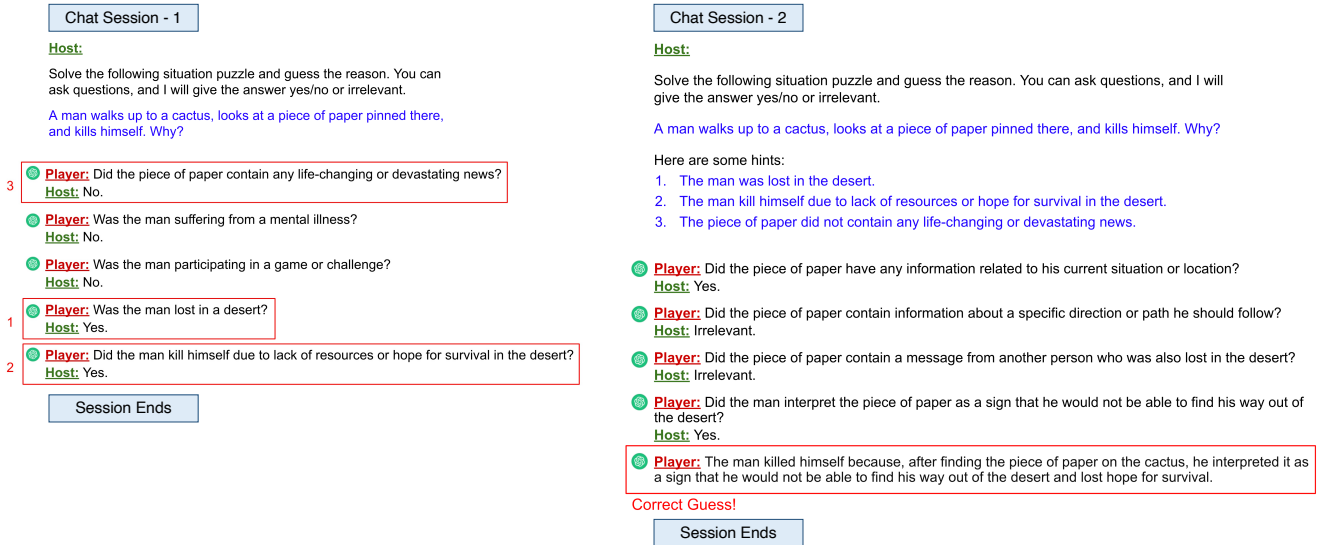 Chat Session - 1
Host:
Solve the following situation puzzle and guess the reason. You can
ask questions, and I will give the answer yes/no or irrelevant.
A man walks up to a cactus, looks at a piece of paper pinned there,
and kills himself. Why?
3
Player: Did the piece of paper contain any life-changing or devastating news?
Host: No.
Player: Was the man suffering from a mental illness?
Host: No.
Player: Was the man participating in a game or challenge?
Host: No.
1
Player: Was the man lost in a desert?
Host: Yes.
2
Player: Did the man kill himself due to lack of resources or hope for survival in the desert?
Host: Yes.
Session Ends
Chat Session - 2
Host:
Solve the following situation puzzle and guess the reason. You can ask questions, and I will
give the answer yes/no or irrelevant.
A man walks up to a cactus, looks at a piece of paper pinned there, and kills himself. Why?
Here are some hints:
1. The man was lost in the desert.
2. The man kill himself due to lack of resources or hope for survival in the desert.
3. The piece of paper did not contain any life-changing or devastating news.
Player: Did the piece of paper have any information related to his current situation or location?
Host: Yes.
Player: Did the piece of paper contain information about a specific direction or path he should follow?
Host: Irrelevant.
Player: Did the piece of paper contain a message from another person who was also lost in the desert?
Host: Irrelevant.
Player: Did the man interpret the piece of paper as a sign that he would not be able to find his way out of
the desert?
Host: Yes.
Player: The man killed himself because, after finding the piece of paper on the cactus, he interpreted it as
a sign that he would not be able to find his way out of the desert and lost hope for survival.
Correct Guess!
Session Ends